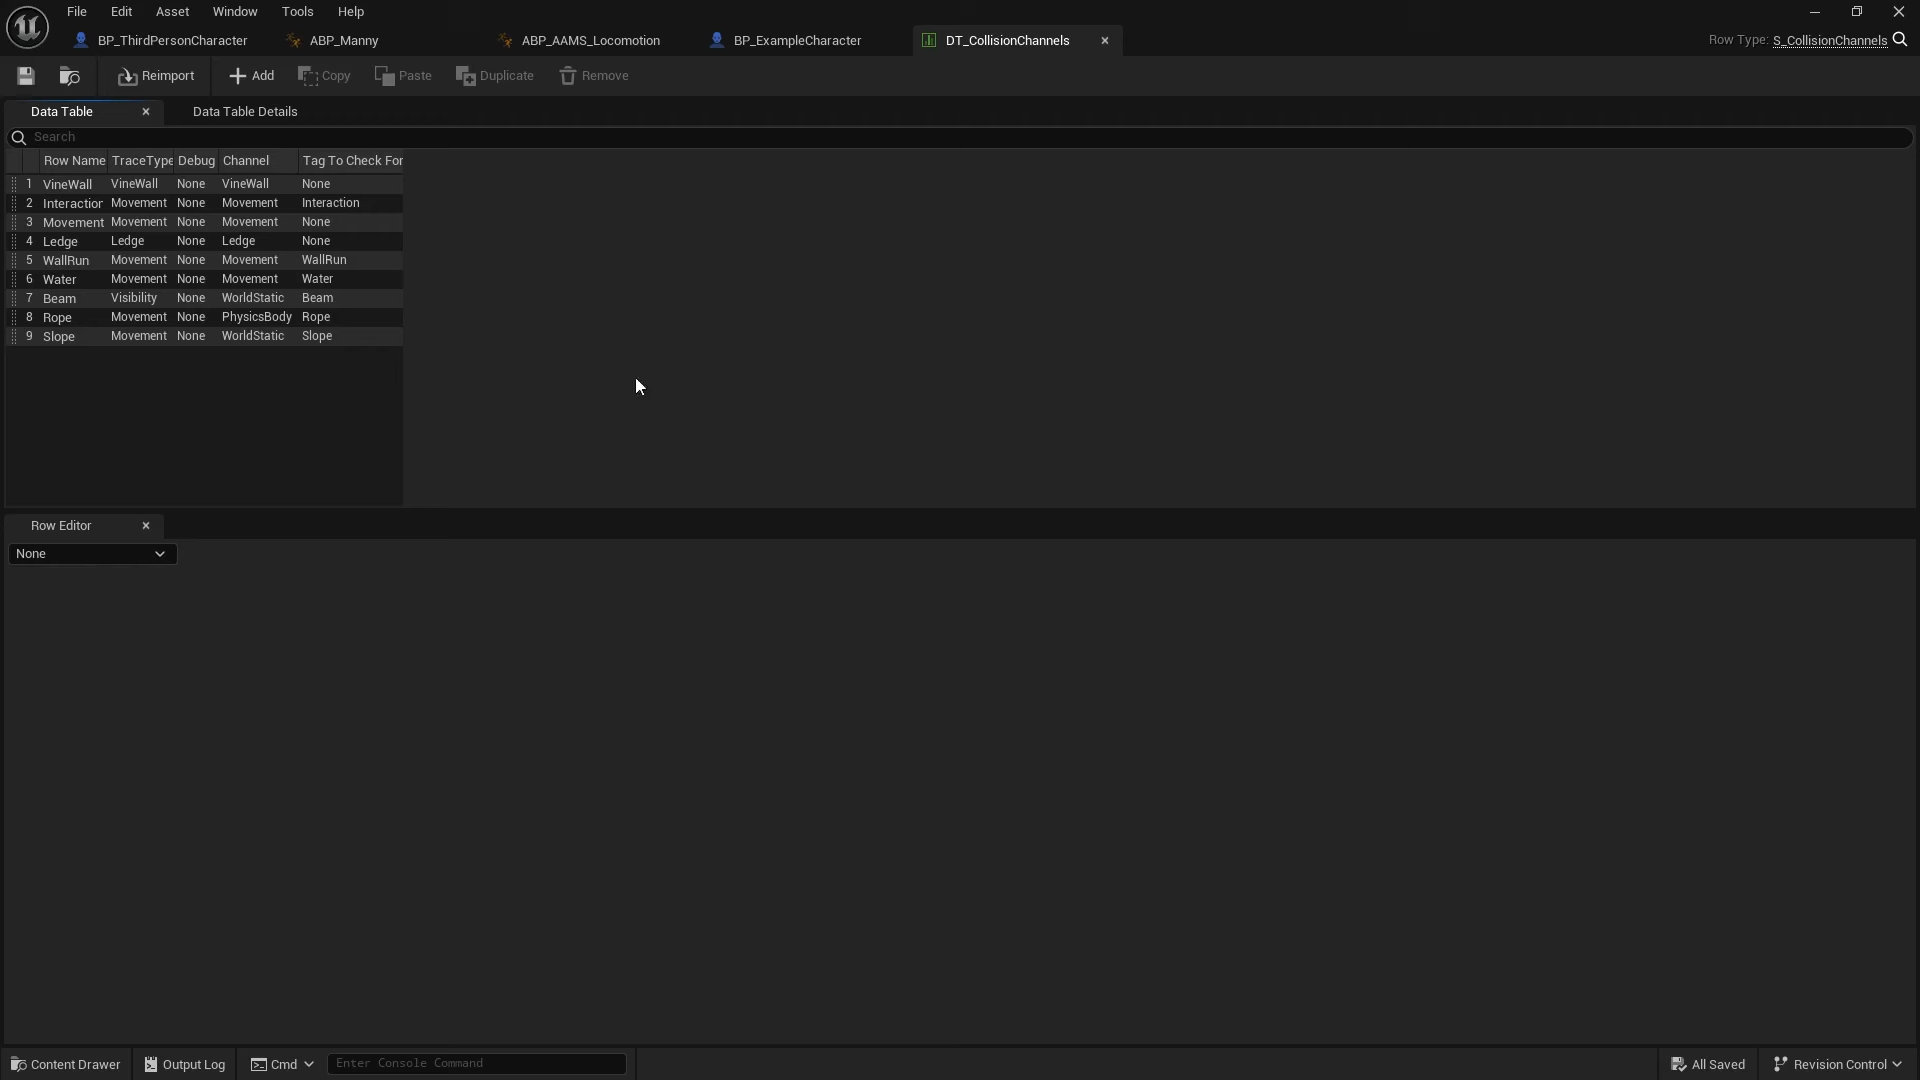 File Edit Asset Window Tools Help
BP_ThirdPersonCharacter ABP_Manny ABP_AAMS_Locomotion BP_ExampleCharacter DT_CollisionChannels Row Type: S_CollisionChannels
Reimport Add Copy Paste Duplicate Remove
Data Table Data Table Details
Search
Row Name TraceType Debug Channel Tag To Check For
1 VineWall VineWall None VineWall None
2 Interaction Movement None Movement Interaction
3 Movement Movement None Movement None
4 Ledge Ledge None Ledge None
5 WallRun Movement None Movement WallRun
6 Water Movement None Movement Water
7 Beam Visibility None WorldStatic Beam
8 Rope Movement None PhysicsBody Rope
9 Slope Movement None WorldStatic Slope
Row Editor
None
Content Drawer Output Log Cmd Enter Console Command All Saved Revision Control